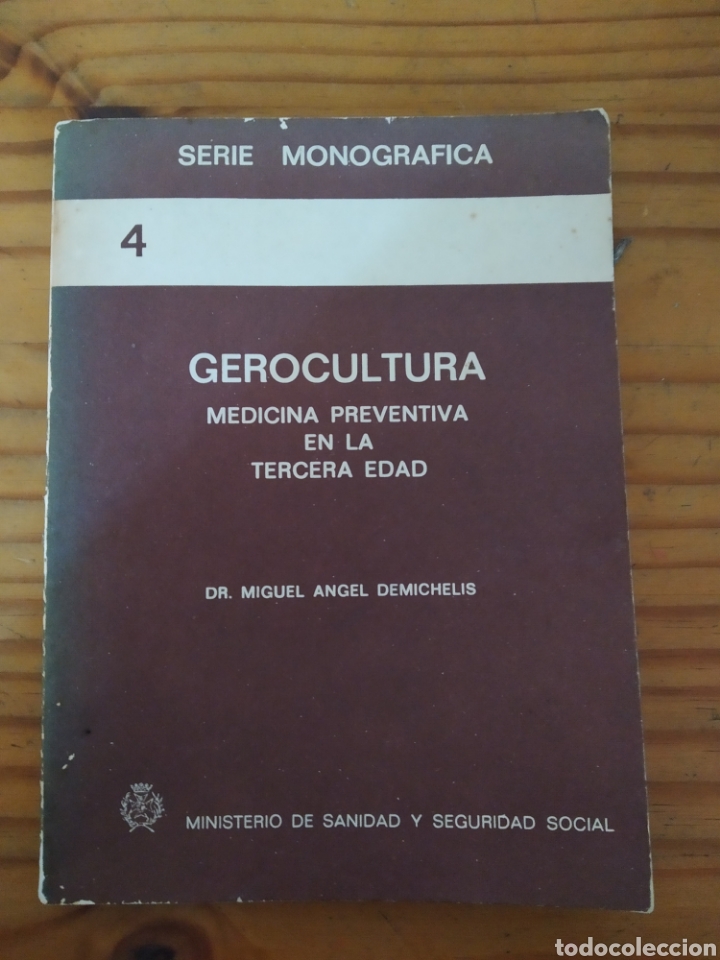 SERIE MONOGRAFICA
4
GEROCULTURA
MEDICINA PREVENTIVA
EN LA
TERCERA EDAD
DR. MIGUEL ANGEL DEMICHELIS
MINISTERIO DE SANIDAD Y SEGURIDAD SOCIAL
todocoleccion